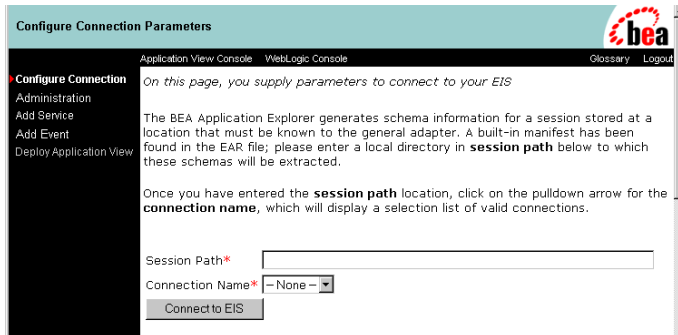 Configure Connection Parameters
bea
Application View Console WebLogic Console Glossary Logout
Configure Connection
Administration
Add Service
Add Event
Deploy Application View
On this page, you supply parameters to connect to your EIS
The BEA Application Explorer generates schema information for a session stored at a
location that must be known to the general adapter. A built-in manifest has been
found in the EAR file; please enter a local directory in session path below to which
these schemas will be extracted.
Once you have entered the session path location, click on the pulldown arrow for the
connection name, which will display a selection list of valid connections.
Session Path*
Connection Name* – None –
Connect to EIS